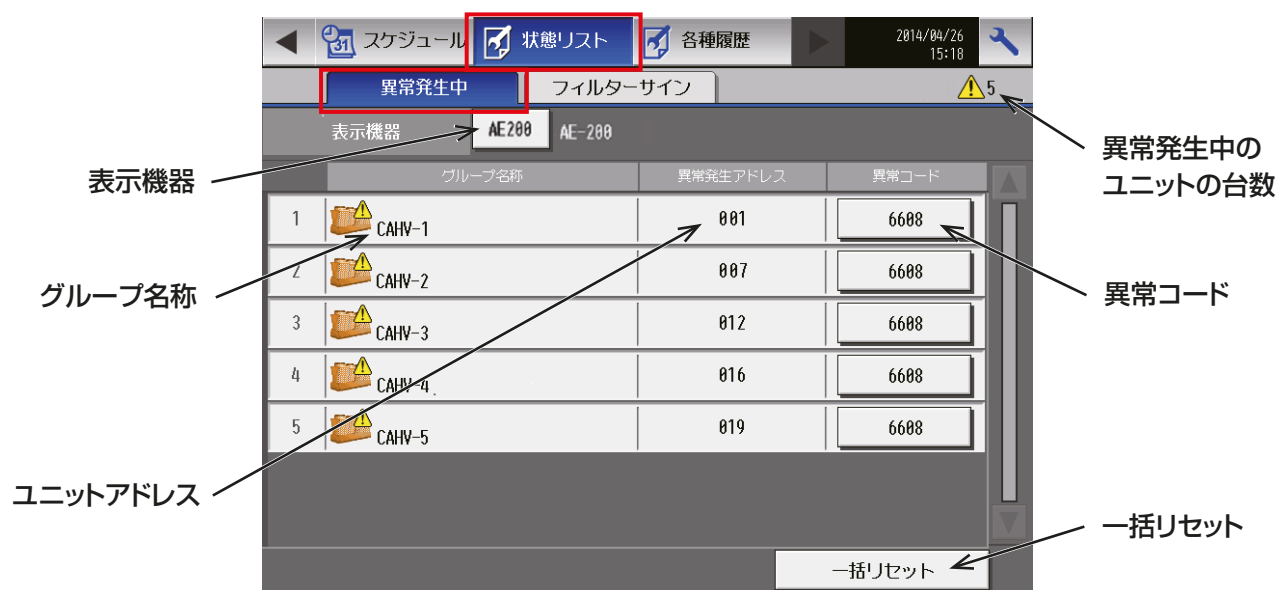 スケジュール 状態リスト 各種履歴 2014/04/26
15:18
31
異常発生中 フィルターサイン 5
表示機器 AE200 AE-200
グループ名称 異常発生アドレス 異常コード
1 CAHV-1 001 6608
2 CAHV-2 007 6608
3 CAHV-3 012 6608
4 CAHV-4 016 6608
5 CAHV-5 019 6608
一括リセット
表示機器
グループ名称
ユニットアドレス
異常発生中の
ユニットの台数
異常コード
一括リセット